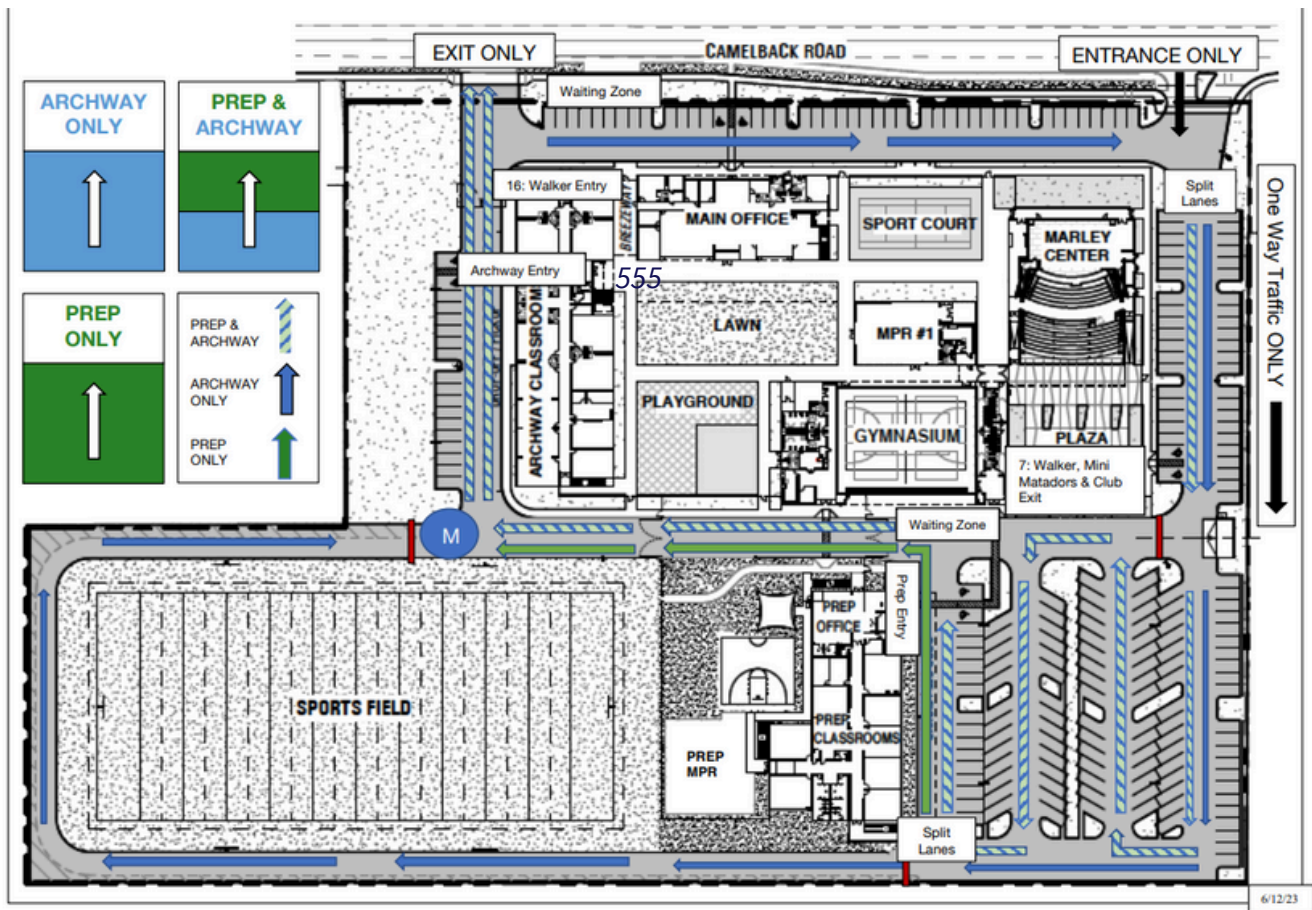 EXIT ONLY
CAMELBACK ROAD
ENTRANCE ONLY
ARCHWAY
ONLY
PREP &
ARCHWAY
Waiting Zone
16: Walker Entry
BREEZEWAY
MAIN OFFICE
SPORT COURT
Split
Lanes
One Way Traffic ONLY
MARLEY
CENTER
Archway Entry
555
PREP
ONLY
PREP &
ARCHWAY
ARCHWAY
ONLY
PREP
ONLY
LAWN
MPR #1
ARCHWAY CLASSROOMS
PLAYGROUND
GYMNASIUM
PLAZA
7: Walker, Mini
Matadors & Club
Exit
M
Waiting Zone
Prep Entry
PREP
OFFICE
SPORTS FIELD
PREP
CLASSROOMS
PREP
MPR
Split
Lanes
6/12/23